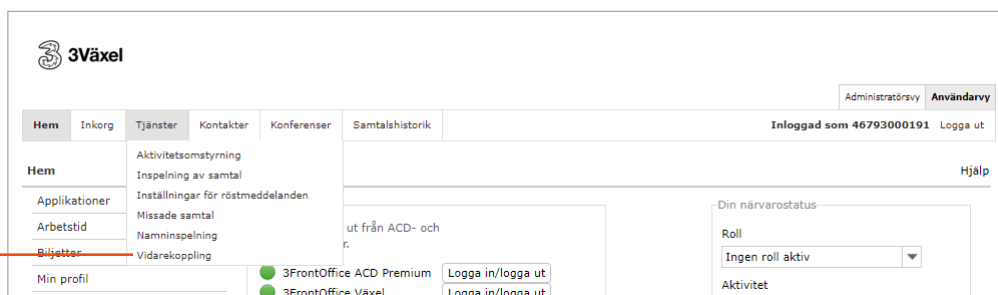 3Växel
Administratörsvy Användarvy
Hem Inkorg Tjänster Kontakter Konferenser Samtalshistorik Inloggad som 46793000191 Logga ut
Aktivitetsomstyrning
Inspelning av samtal
Inställningar för röstmeddelanden
Missade samtal
Namninspelning
Vidarekoppling
Hem Hjälp
Applikationer
Arbetstid
Biljetter
Min profil
ut från ACD- och
r.
3FrontOffice ACD Premium Logga in/logga ut
3FrontOffice Växel Logga in/logga ut
Din närvarostatus
Roll
Ingen roll aktiv
Aktivitet